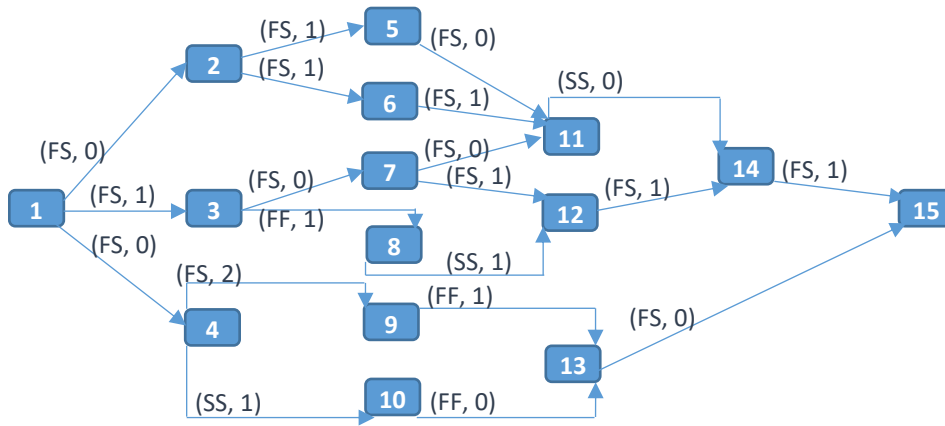 (FS, 1)
5
(FS, 0)
2
(FS, 1)
(SS, 0)
6
(FS, 1)
11
(FS, 0)
(FS, 0)
7
(FS, 0)
14
(FS, 1)
(FS, 1)
(FS, 1)
1
(FS, 1)
3
(FF, 1)
12
15
8
(FS, 0)
(SS, 1)
(FS, 2)
(FF, 1)
4
9
(FS, 0)
13
(SS, 1)
10
(FF, 0)